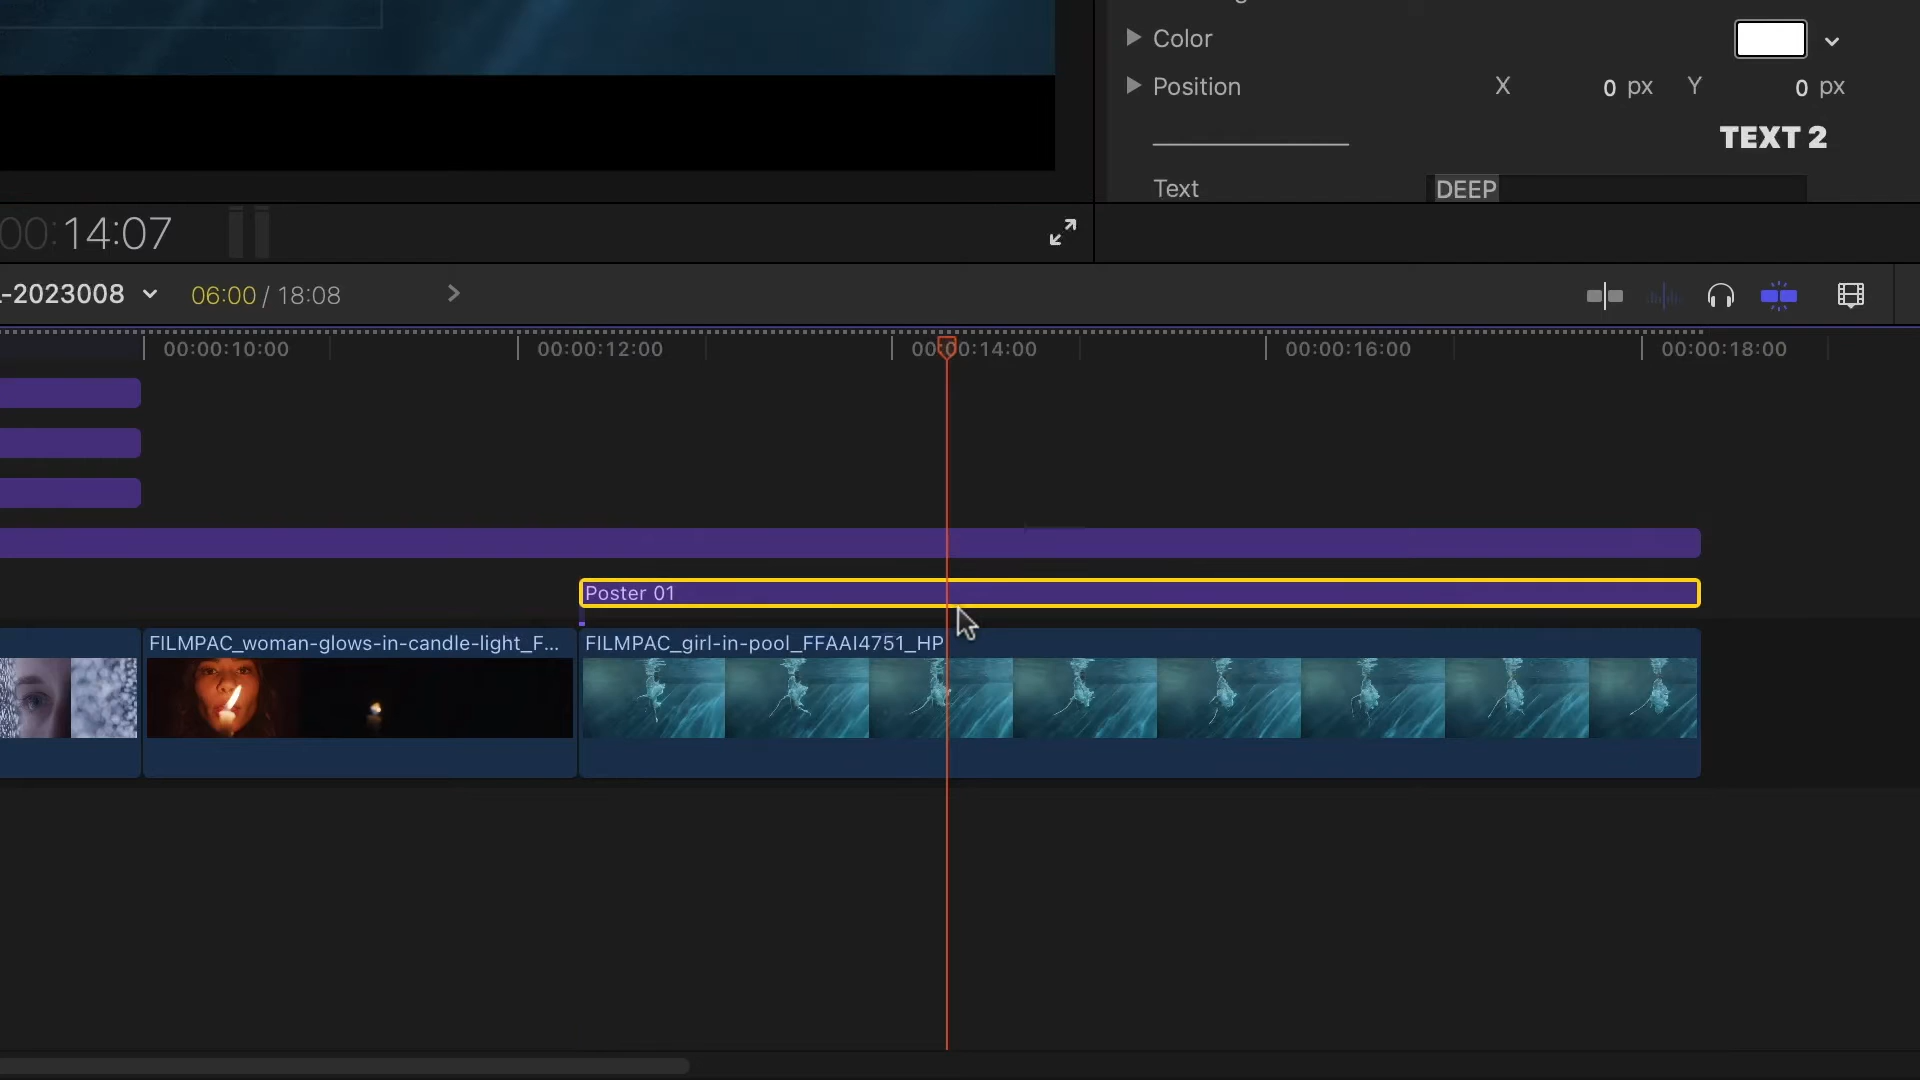 Color
Position X 0 px Y 0 px
TEXT 2
Text DEEP
00:14:07
-2023008 06:00 / 18:08
00:00:10:00 00:00:12:00 00:00:14:00 00:00:16:00 00:00:18:00
Poster 01
FILMPAC_woman-glows-in-candle-light_F... FILMPAC_girl-in-pool_FFAAI4751_HP